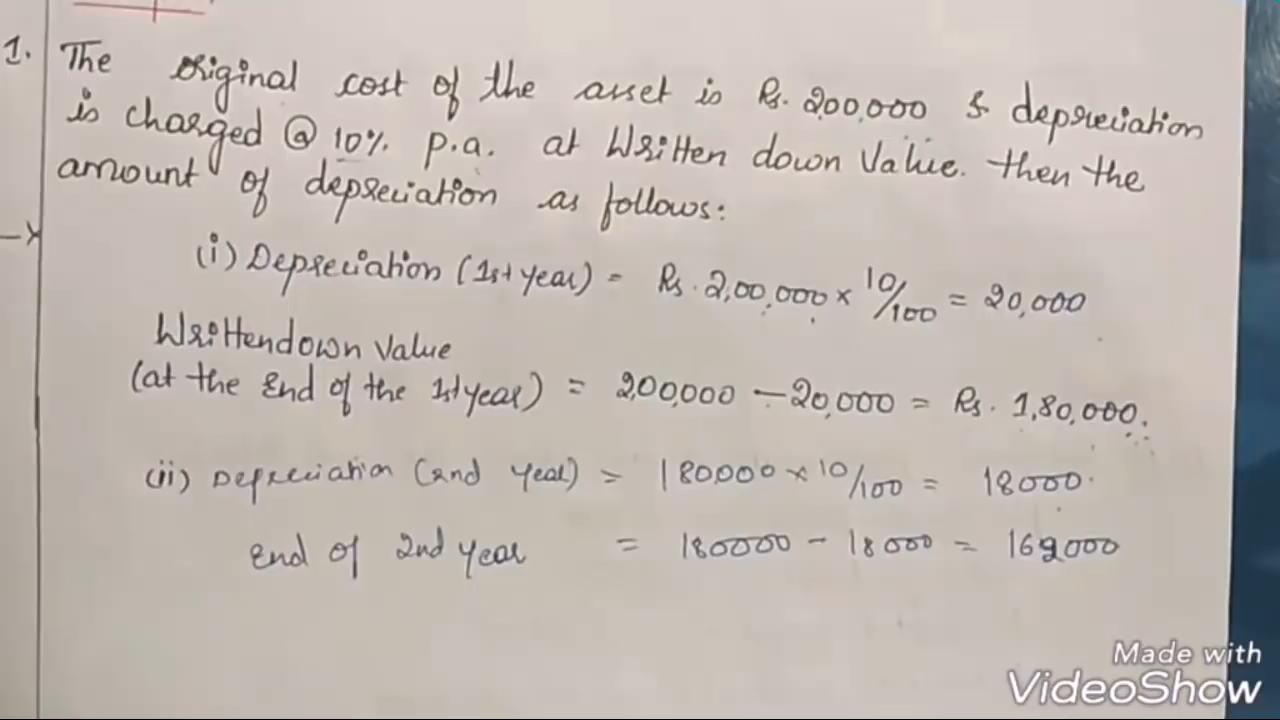 1. The original cost of the asset is Rs. 200,000 & depreciation
is charged @ 10% p.a. at Written down Value. then the
amount of depreciation as follows:
(i) Depreciation (1st year) = Rs. 2,00,000 × 10/100 = 20,000
Writtendown Value
(at the End of the 1st year) = 2,00,000 – 20,000 = Rs. 1,80,000.
(ii) Depreciation (2nd year) = 180000 × 10/100 = 18000.
End of 2nd year = 180000 – 18000 = 162000
Made with
VideoShow